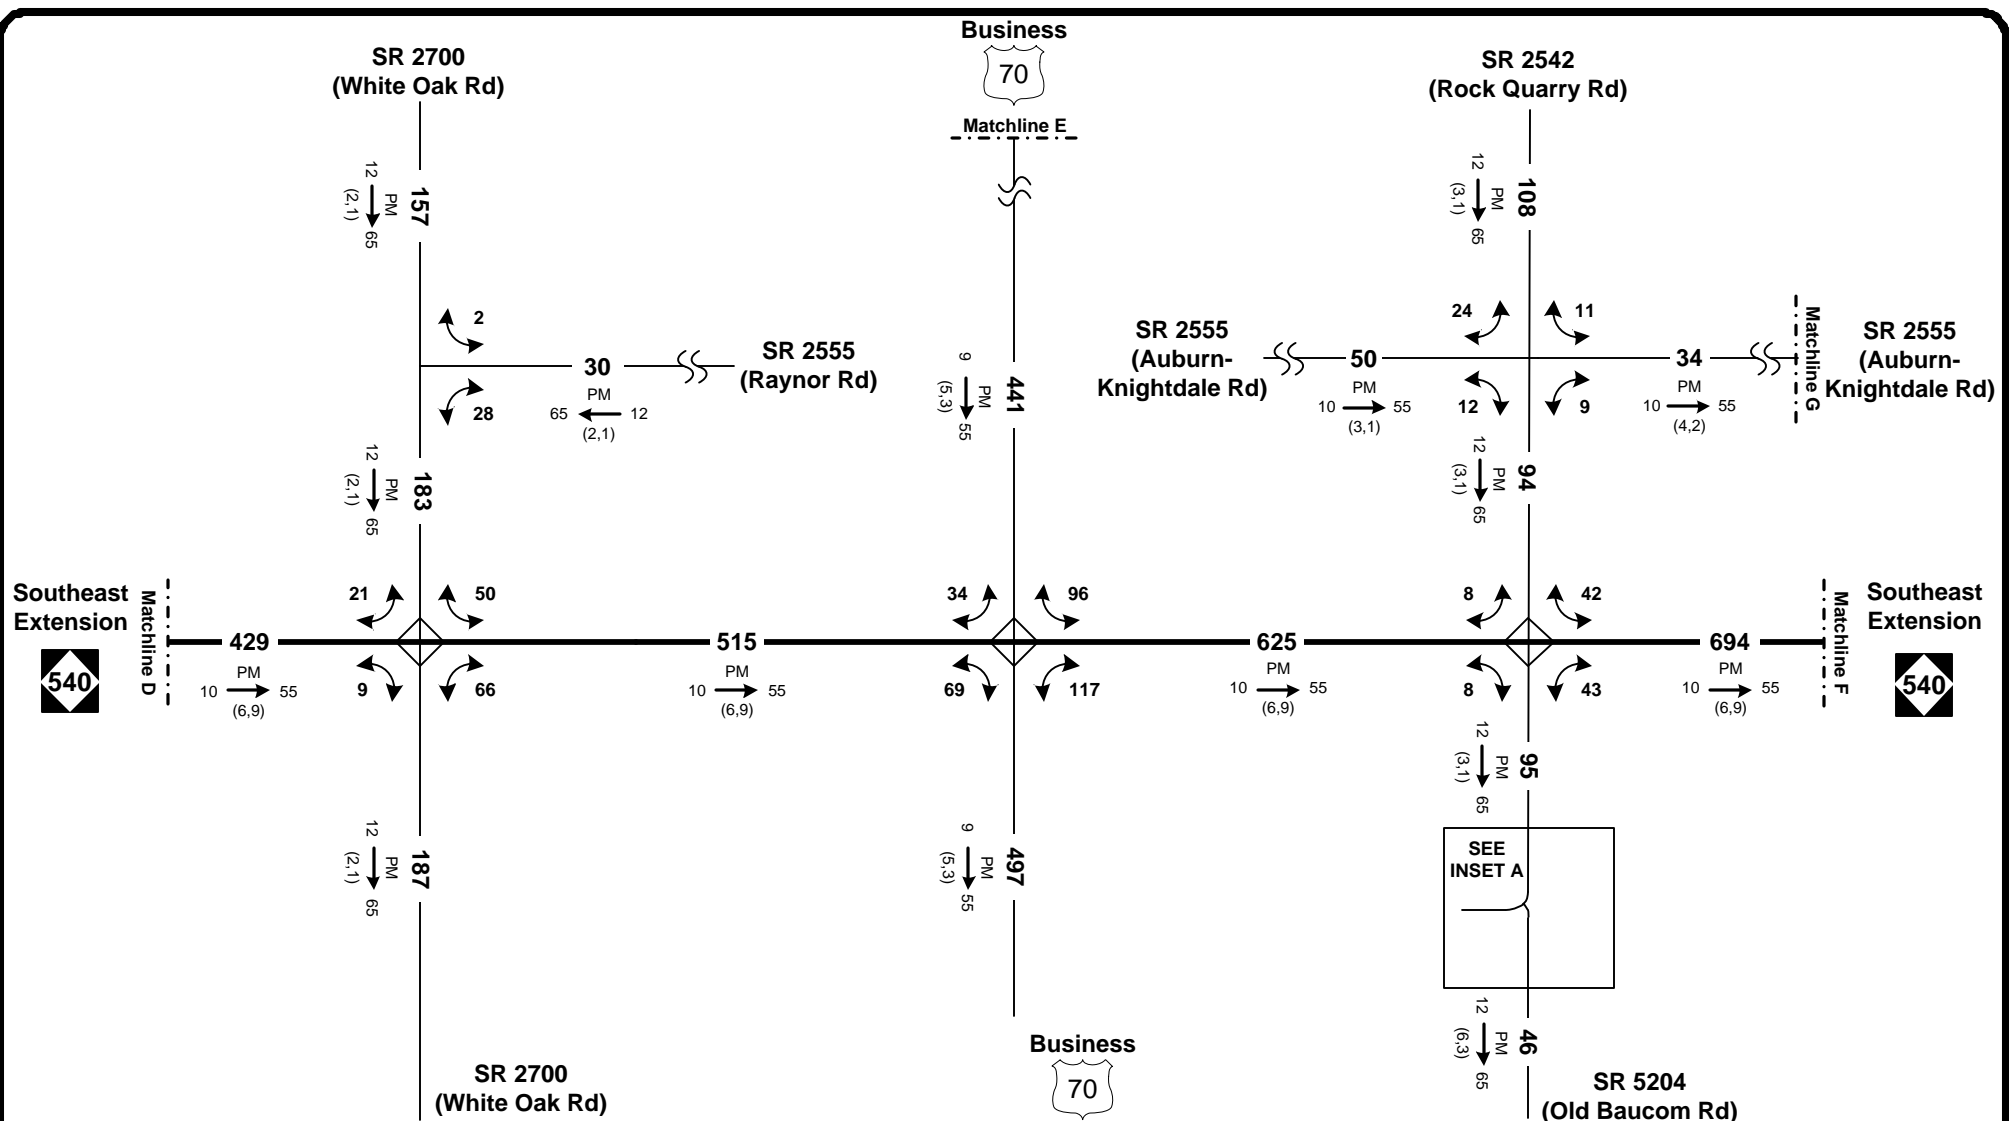 Business
70
Matchline E
SR 2700
(White Oak Rd)
SR 2542
(Rock Quarry Rd)
12
PM
(2,1)
65
157
12
PM
(3,1)
65
108
2
28
30
PM
65
12
(2,1)
SR 2555
(Raynor Rd)
9
PM
(5,3)
55
441
SR 2555
(Auburn-
Knightdale Rd)
50
PM
10
55
(3,1)
24
11
12
9
34
PM
10
55
(4,2)
Matchline G
SR 2555
(Auburn-
Knightdale Rd)
12
PM
(2,1)
65
183
12
PM
(3,1)
65
94
Southeast
Extension
540
Matchline D
429
PM
10
55
(6,9)
21
50
9
66
515
PM
10
55
(6,9)
34
96
69
117
625
PM
10
55
(6,9)
8
42
8
43
694
PM
10
55
(6,9)
Matchline F
Southeast
Extension
540
12
PM
(2,1)
65
187
9
PM
(5,3)
55
497
12
PM
(3,1)
65
95
SEE
INSET A
12
PM
(6,3)
65
46
SR 2700
(White Oak Rd)
Business
70
SR 5204
(Old Baucom Rd)